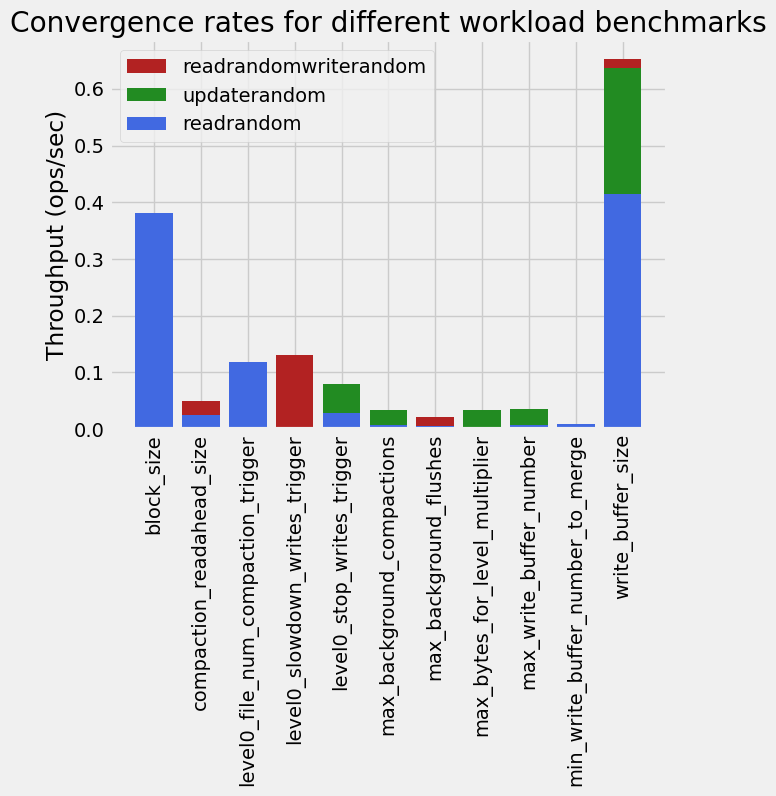 Convergence rates for different workload benchmarks
readrandomwriterandom
updaterandom
readrandom
Throughput (ops/sec)
0.6
0.5
0.4
0.3
0.2
0.1
0.0
block_size
compaction_readahead_size
level0_file_num_compaction_trigger
level0_slowdown_writes_trigger
level0_stop_writes_trigger
max_background_compactions
max_background_flushes
max_bytes_for_level_multiplier
max_write_buffer_number
min_write_buffer_number_to_merge
write_buffer_size